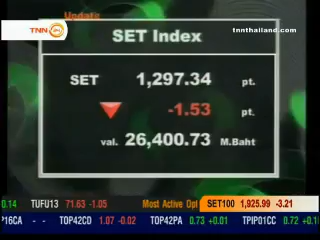 Update
TNN 24
tnnthailand.com
SET Index
SET 1,297.34 pt.
-1.53 pt.
val. 26,400.73 M.Baht
0.14 TUFU13 71.63 -1.05 Most Active Opt SET100 1,925.99 -3.21
P16CA - - TOP42CD 1.07 -0.02 TOP42PA 0.73 +0.01 TPIP01CC 0.72 +0.1